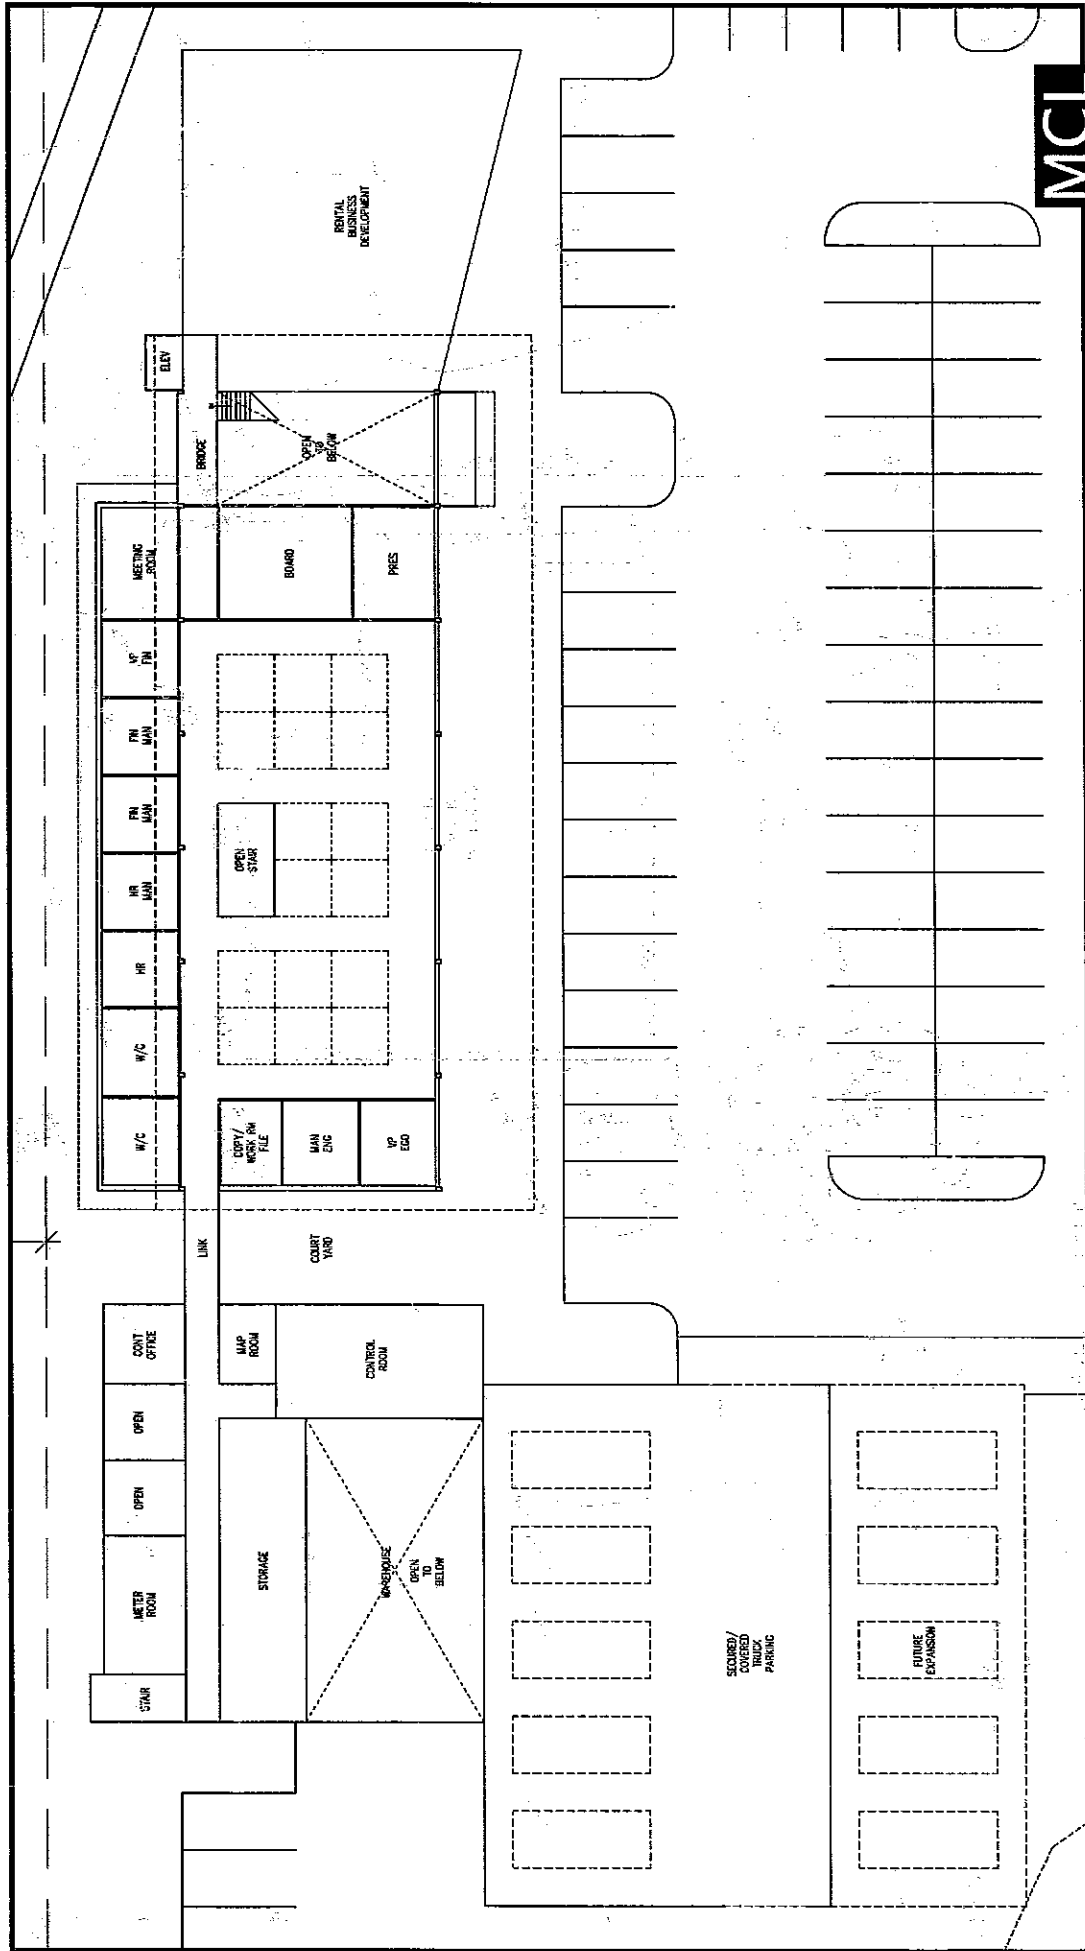 MCI
RENTAL
BUSINESS
DEVELOPMENT
ELEV
BRIDGE
OPEN
TO
BELOW
MEETING
ROOM
BOARD
PRES
VP
FIN
FIN
MAN
FIN
MAN
HR
MAN
HR
W/C
W/C
OPEN
STAIR
COPY/
WORK RM
FILE
MAN
ENG
VP
EGO
LINK
COURT
YARD
CONT
OFFICE
OPEN
OPEN
METER
ROOM
STAIR
MAP
ROOM
CONTROL
ROOM
STORAGE
WAREHOUSE
OPEN
TO
BELOW
SECURED/
COVERED
TRUCK
PARKING
FUTURE
EXPANSION